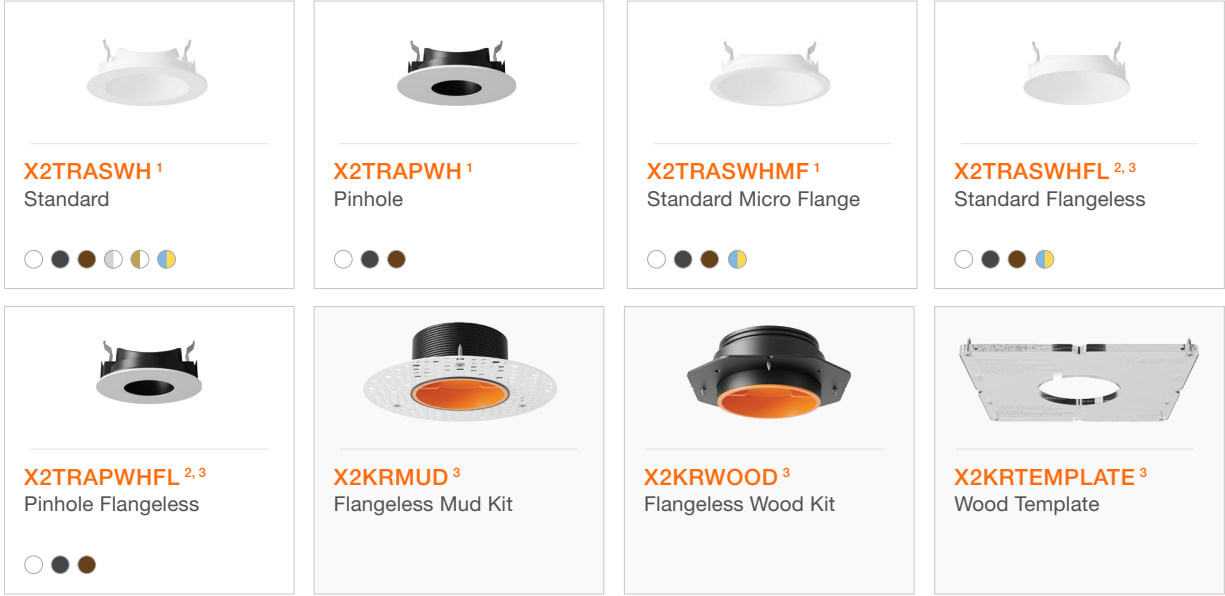 X2TRASWH 1
Standard
X2TRAPWH 1
Pinhole
X2TRASWHMF 1
Standard Micro Flange
X2TRASWHFL 2, 3
Standard Flangeless
X2TRAPWHFL 2, 3
Pinhole Flangeless
X2KRMUD 3
Flangeless Mud Kit
X2KRWOOD 3
Flangeless Wood Kit
X2KRTEMPLATE 3
Wood Template